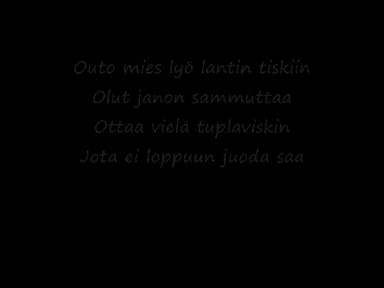 Outo mies lyö lantin tiskiin
Olut janon sammuttaa
Ottaa vielä tuplaviskin
Jota ei loppuun juoda saa